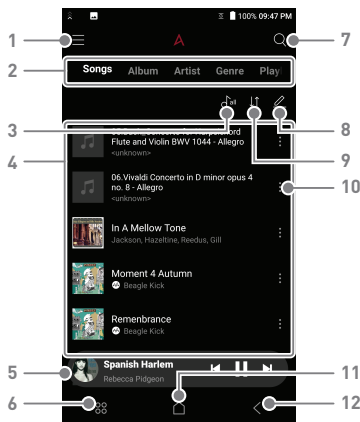 100% 09:47 PM
1
7
2
Songs Album Artist Genre Play
all
3
8
4
Flute and Violin BWV 1044 - Allegro
<unknown>
9
06.Vivaldi Concerto in D minor opus 4
no. 8 - Allegro
<unknown>
10
In A Mellow Tone
Jackson, Hazeltine, Reedus, Gill
Moment 4 Autumn
Beagle Kick
Remenbrance
Beagle Kick
5
Spanish Harlem
Rebecca Pidgeon
11
6
12